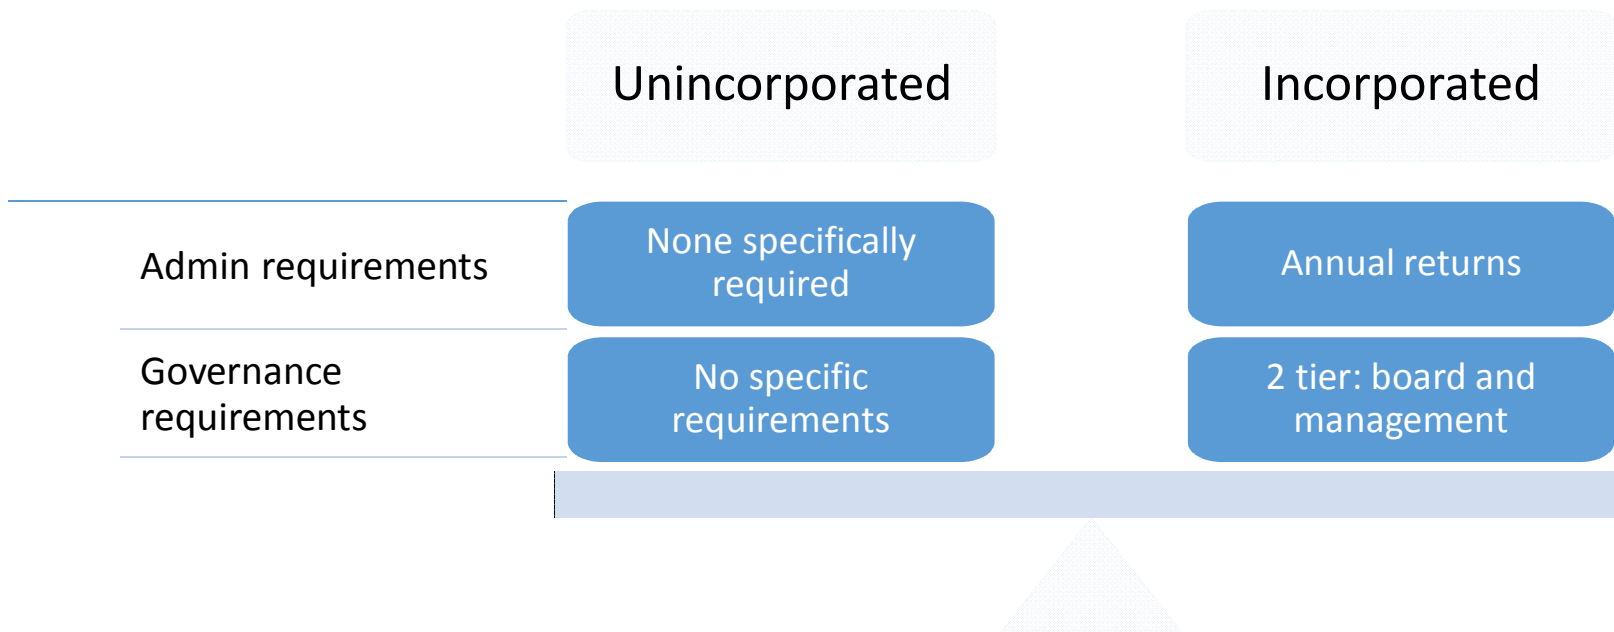 Unincorporated
Incorporated
Admin requirements
None specifically
required
Annual returns
Governance
requirements
No specific
requirements
2 tier: board and
management